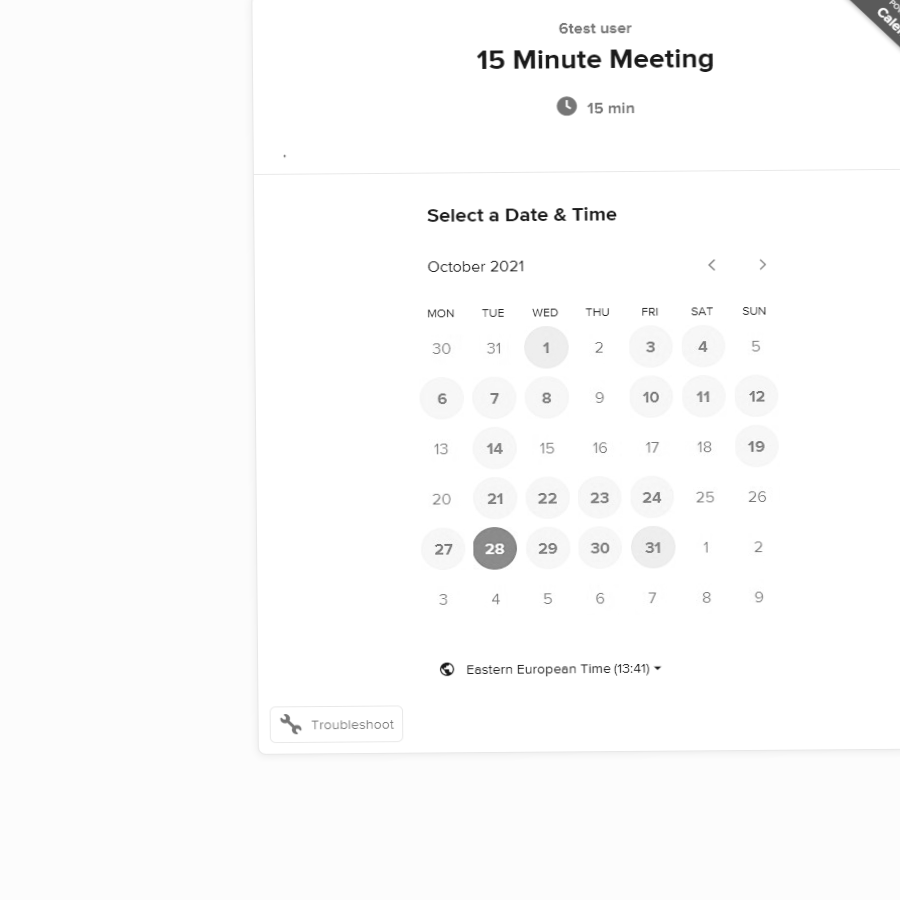 6test user
15 Minute Meeting
15 min
.
Select a Date & Time
October 2021
MON TUE WED THU FRI SAT SUN
30 31 1 2 3 4 5
6 7 8 9 10 11 12
13 14 15 16 17 18 19
20 21 22 23 24 25 26
27 28 29 30 31 1 2
3 4 5 6 7 8 9
Eastern European Time (13:41)
Troubleshoot